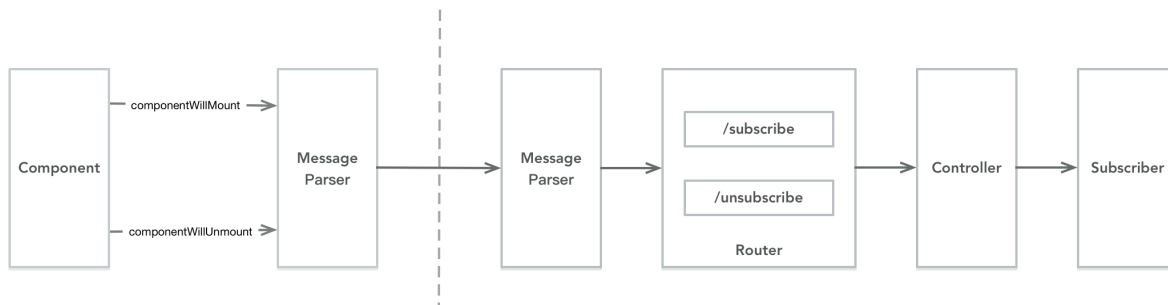 Component
componentWillMount
componentWillUnmount
Message
Parser
Message
Parser
/subscribe
/unsubscribe
Router
Controller
Subscriber